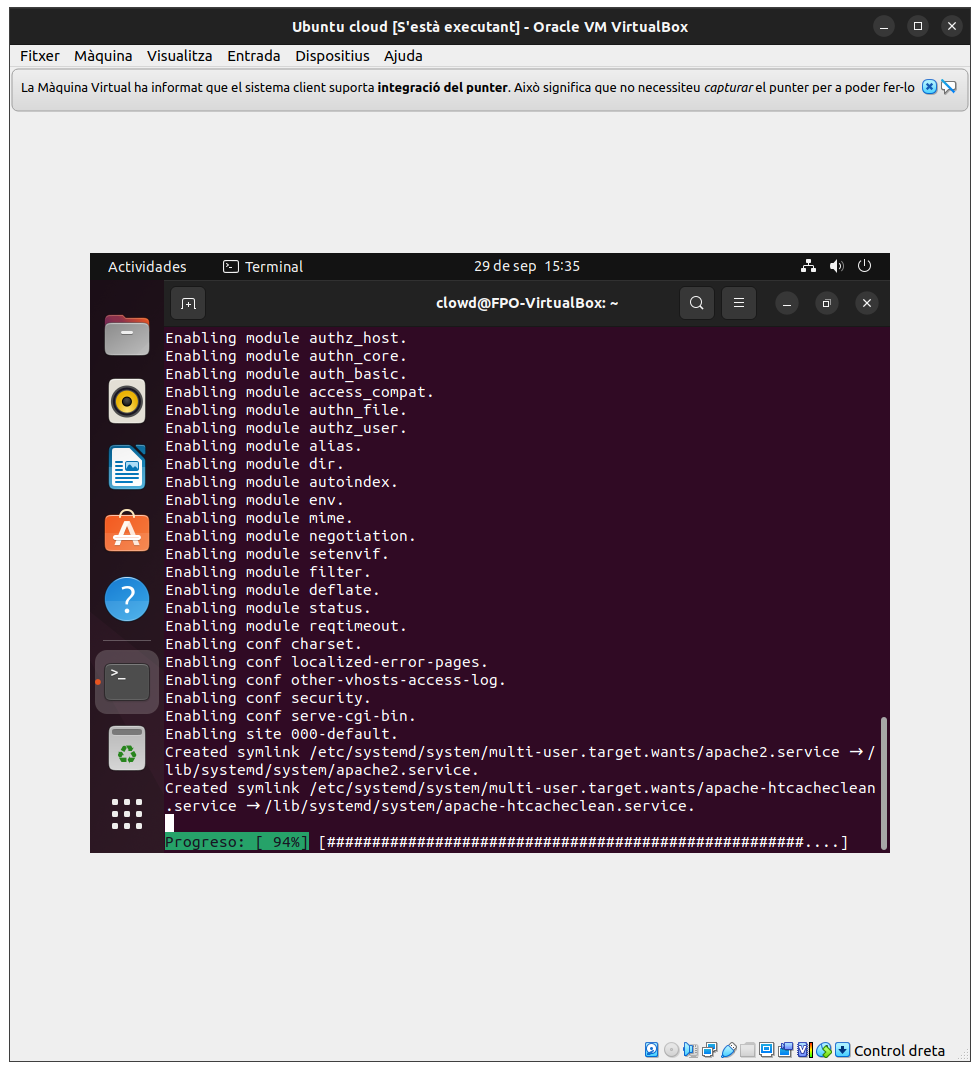 Ubuntu cloud [S'està executant] - Oracle VM VirtualBox
Fitxer Màquina Visualitza Entrada Dispositius Ajuda
La Màquina Virtual ha informat que el sistema client suporta integració del punter. Això significa que no necessiteu capturar el punter per a poder fer-lo
Actividades Terminal 29 de sep 15:35
clowd@FPO-VirtualBox: ~
Enabling module authz_host.
Enabling module authn_core.
Enabling module auth_basic.
Enabling module access_compat.
Enabling module authn_file.
Enabling module authz_user.
Enabling module alias.
Enabling module dir.
Enabling module autoindex.
Enabling module env.
Enabling module mime.
Enabling module negotiation.
Enabling module setenvif.
Enabling module filter.
Enabling module deflate.
Enabling module status.
Enabling module reqtimeout.
Enabling conf charset.
Enabling conf localized-error-pages.
Enabling conf other-vhosts-access-log.
Enabling conf security.
Enabling conf serve-cgi-bin.
Enabling site 000-default.
Created symlink /etc/systemd/system/multi-user.target.wants/apache2.service → /
lib/systemd/system/apache2.service.
Created symlink /etc/systemd/system/multi-user.target.wants/apache-htcacheclean
.service → /lib/systemd/system/apache-htcacheclean.service.
Progreso: [ 94%] [#####################################################....]
Control dreta